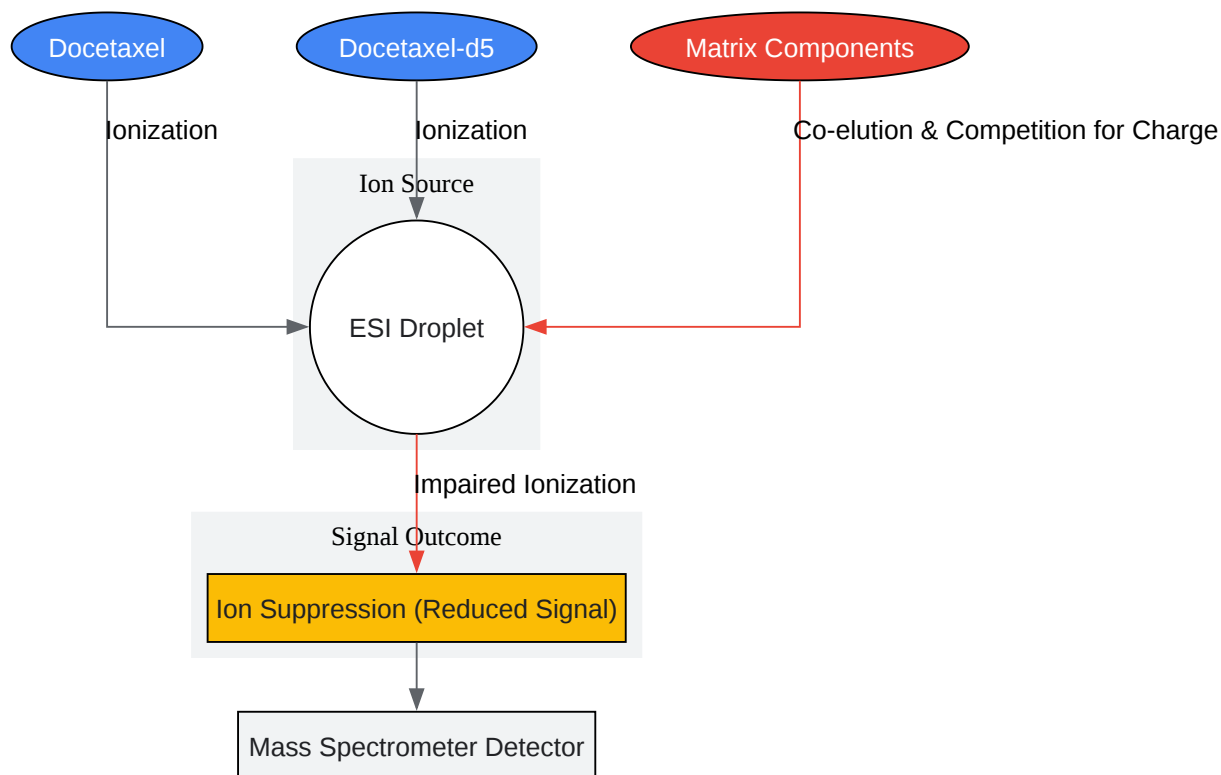 Docetaxel
Docetaxel-d5
Matrix Components
Ionization
Ionization
Co-elution & Competition for Charge
Ion Source
ESI Droplet
Impaired Ionization
Signal Outcome
Ion Suppression (Reduced Signal)
Mass Spectrometer Detector